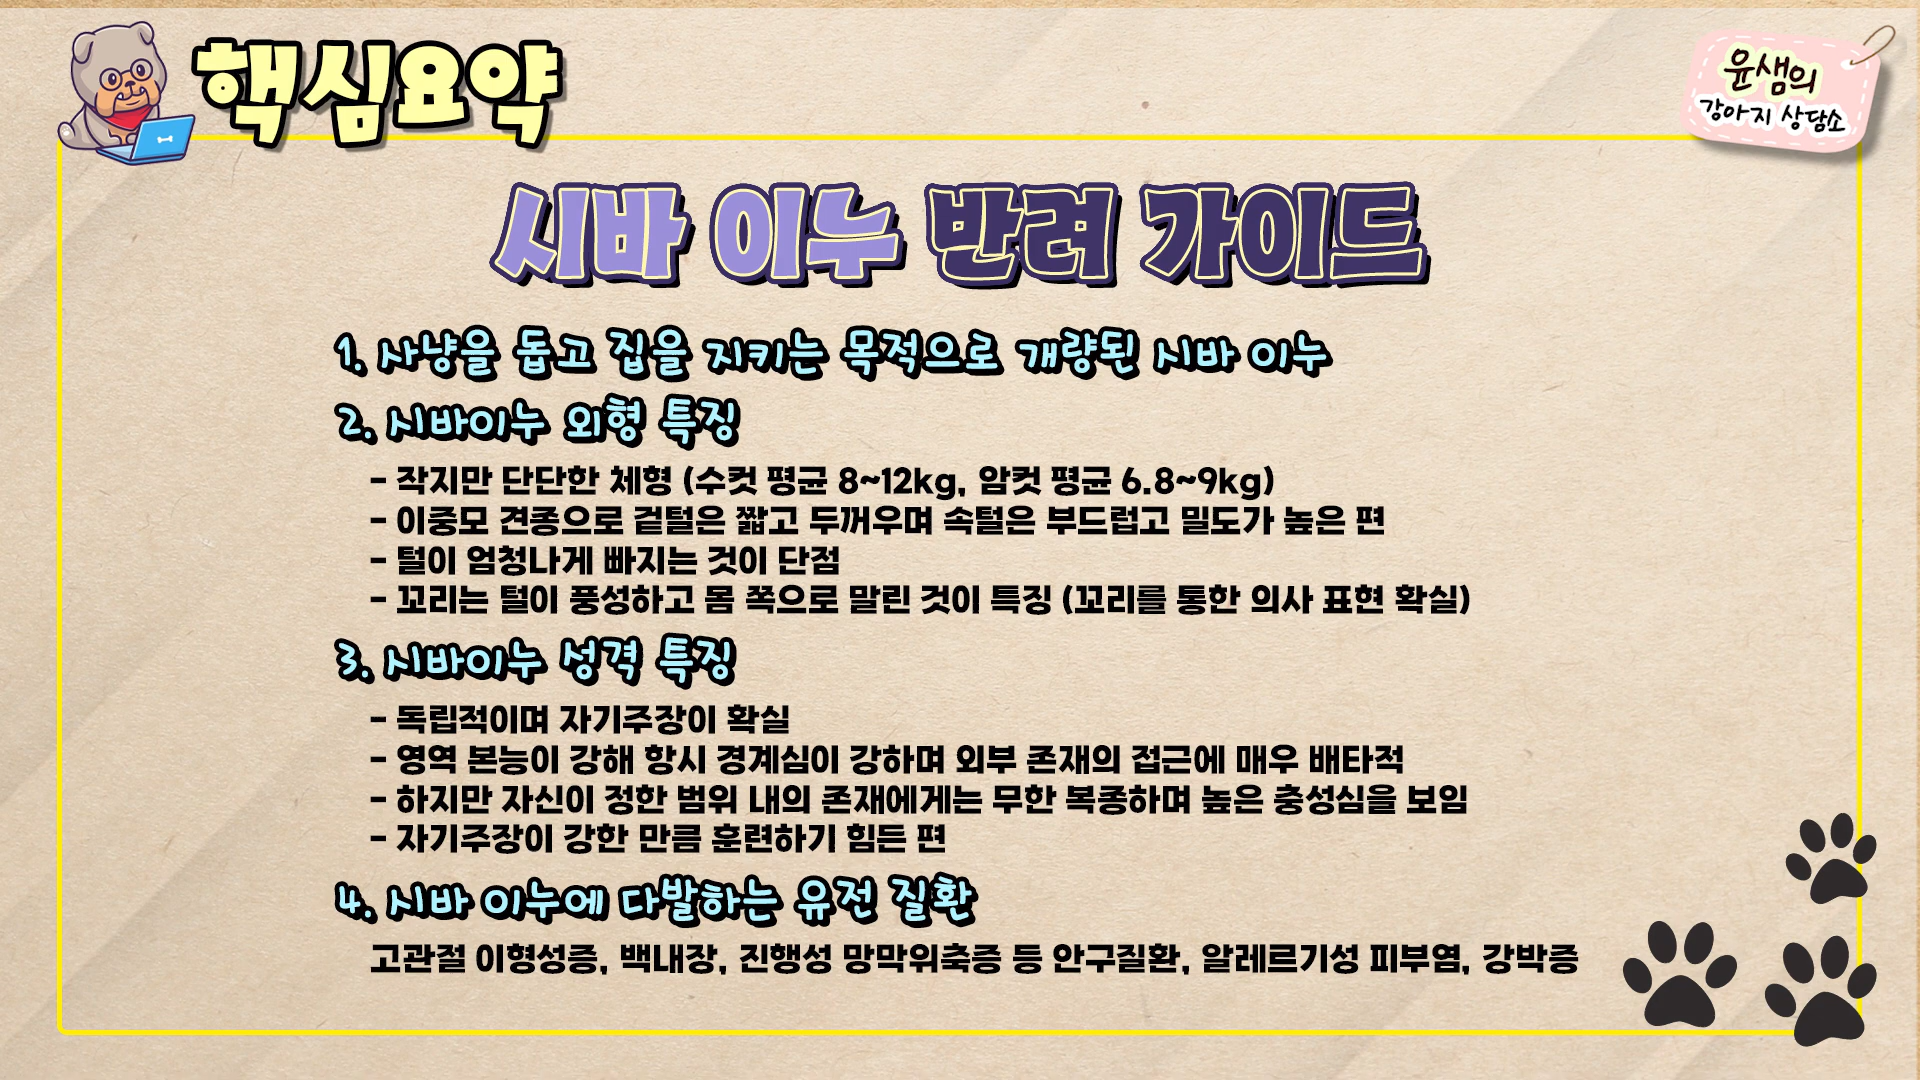 핵심요약
윤샘의
강아지 상담소
시바 이누 반려 가이드
1. 사냥을 돕고 집을 지키는 목적으로 개량된 시바 이누
2. 시바이누 외형 특징
- 작지만 단단한 체형 (수컷 평균 8~12kg, 암컷 평균 6.8~9kg)
- 이중모 견종으로 겉털은 짧고 두꺼우며 속털은 부드럽고 밀도가 높은 편
- 털이 엄청나게 빠지는 것이 단점
- 꼬리는 털이 풍성하고 몸 쪽으로 말린 것이 특징 (꼬리를 통한 의사 표현 확실)
3. 시바이누 성격 특징
- 독립적이며 자기주장이 확실
- 영역 본능이 강해 항시 경계심이 강하며 외부 존재의 접근에 매우 배타적
- 하지만 자신이 정한 범위 내의 존재에게는 무한 복종하며 높은 충성심을 보임
- 자기주장이 강한 만큼 훈련하기 힘든 편
4. 시바 이누에 다발하는 유전 질환
고관절 이형성증, 백내장, 진행성 망막위축증 등 안구질환, 알레르기성 피부염, 강박증